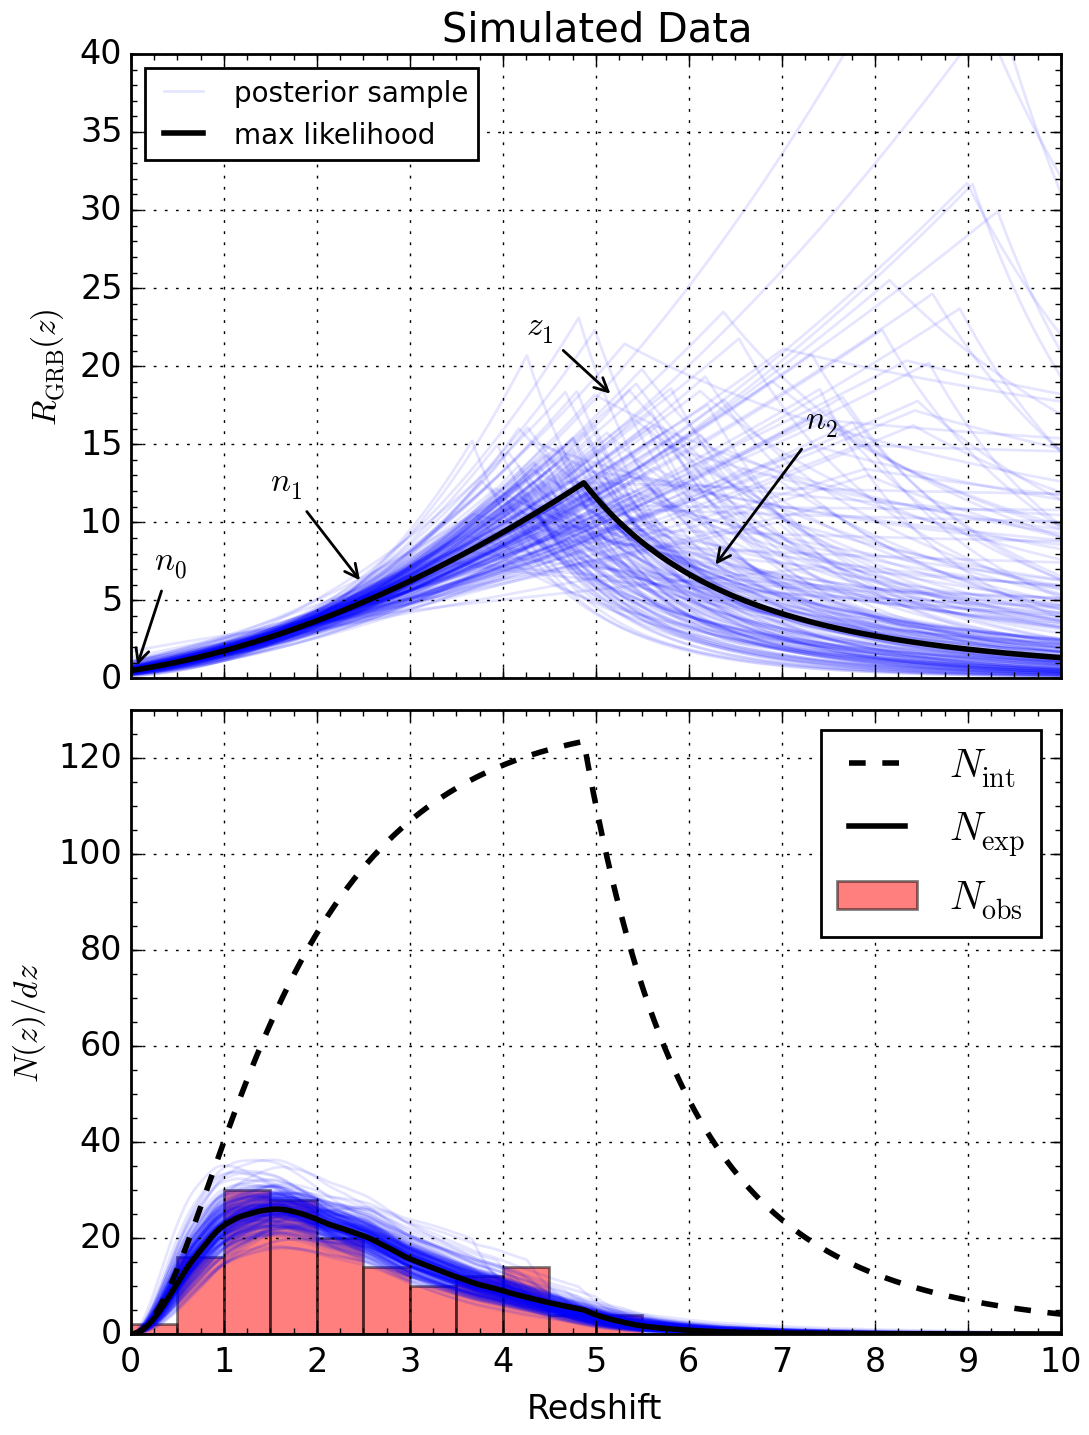 Simulated Data
40
35
30
25
20
15
10
5
0
R_GRB(z)
posterior sample
max likelihood
z_1
n_2
n_1
n_0
120
100
80
60
40
20
0
N(z)/dz
N_int
N_exp
N_obs
0 1 2 3 4 5 6 7 8 9 10
Redshift